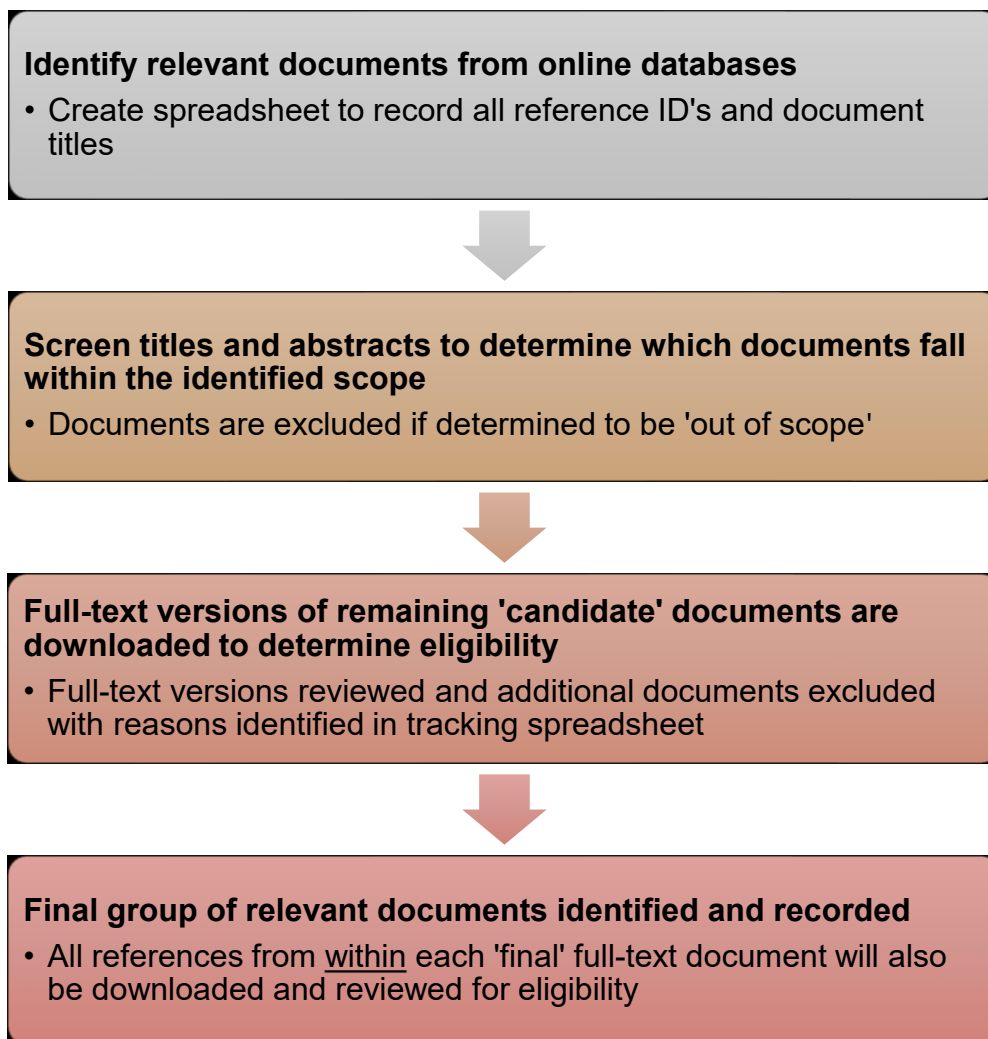 Identify relevant documents from online databases
• Create spreadsheet to record all reference ID's and document
titles
Screen titles and abstracts to determine which documents fall
within the identified scope
• Documents are excluded if determined to be 'out of scope'
Full-text versions of remaining 'candidate' documents are
downloaded to determine eligibility
• Full-text versions reviewed and additional documents excluded
with reasons identified in tracking spreadsheet
Final group of relevant documents identified and recorded
• All references from within each 'final' full-text document will also
be downloaded and reviewed for eligibility